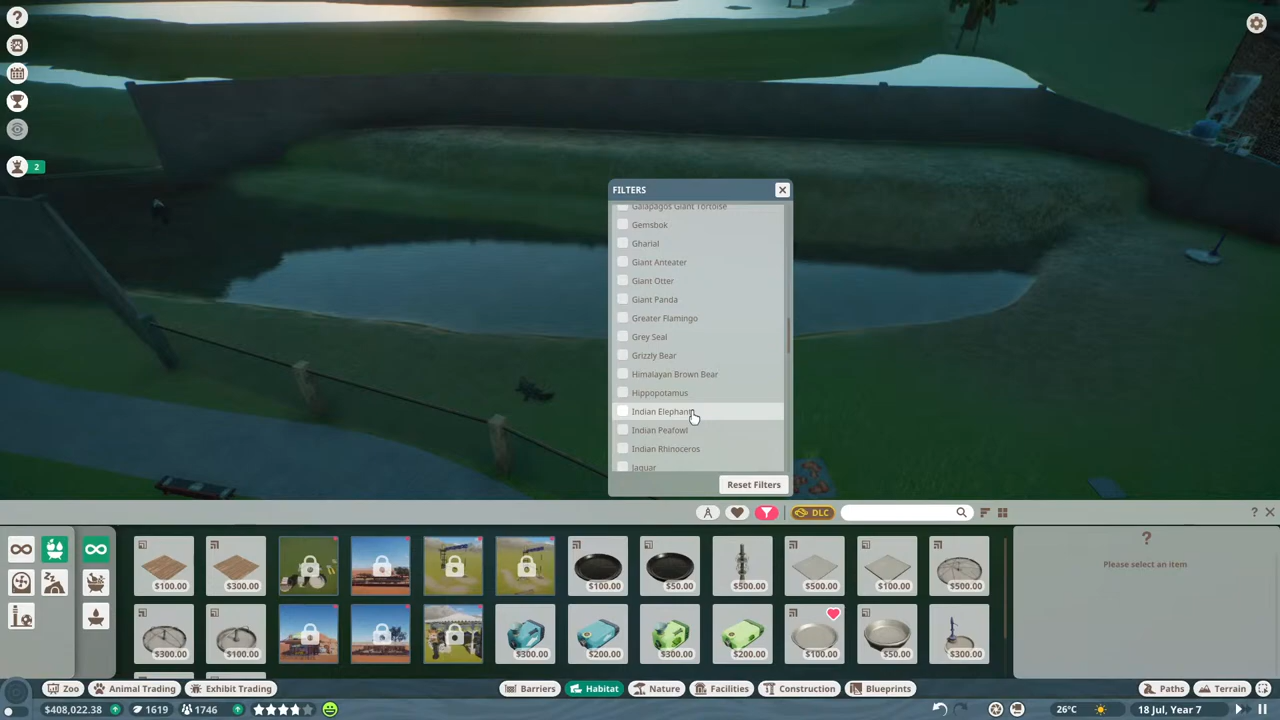 ?
2
FILTERS
Galapagos Giant Tortoise
Gemsbok
Gharial
Giant Anteater
Giant Otter
Giant Panda
Greater Flamingo
Grey Seal
Grizzly Bear
Himalayan Brown Bear
Hippopotamus
Indian Elephant
Indian Peafowl
Indian Rhinoceros
Jaguar
Reset Filters
DLC
?
$100.00 $300.00 $100.00 $50.00 $500.00 $500.00 $100.00 $500.00
?
Please select an item
$300.00 $100.00 $300.00 $200.00 $300.00 $200.00 $100.00 $50.00 $300.00
Zoo Animal Trading Exhibit Trading Barriers Habitat Nature Facilities Construction Blueprints Paths Terrain
$408,022.38 1619 1746 26°C 18 Jul, Year 7